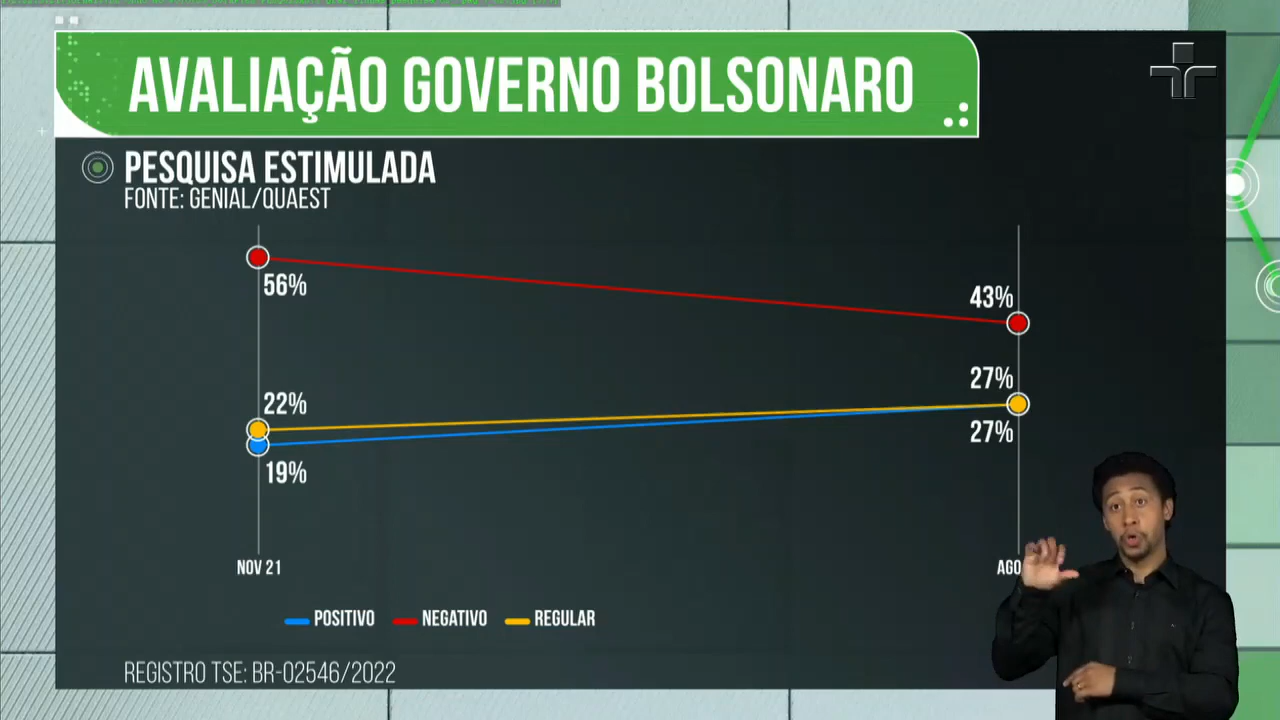 AVALIAÇÃO GOVERNO BOLSONARO
PESQUISA ESTIMULADA
FONTE: GENIAL/QUAEST
56%
43%
22%
27%
19%
27%
NOV 21
AGO
POSITIVO
NEGATIVO
REGULAR
REGISTRO TSE: BR-02546/2022